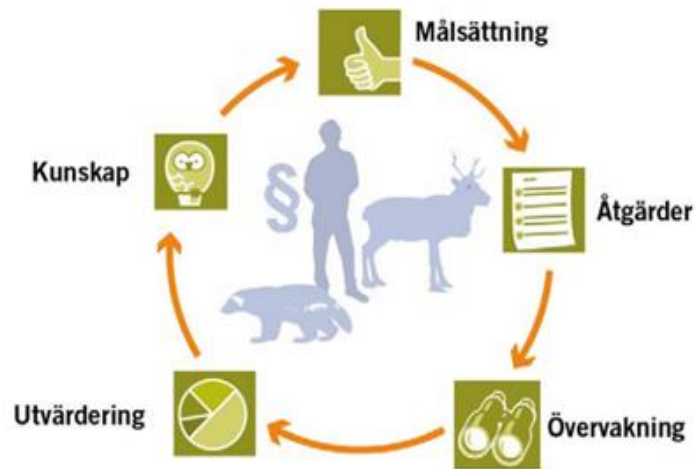 Målsättning
Kunskap
§
Åtgärder
Utvärdering
Övervakning